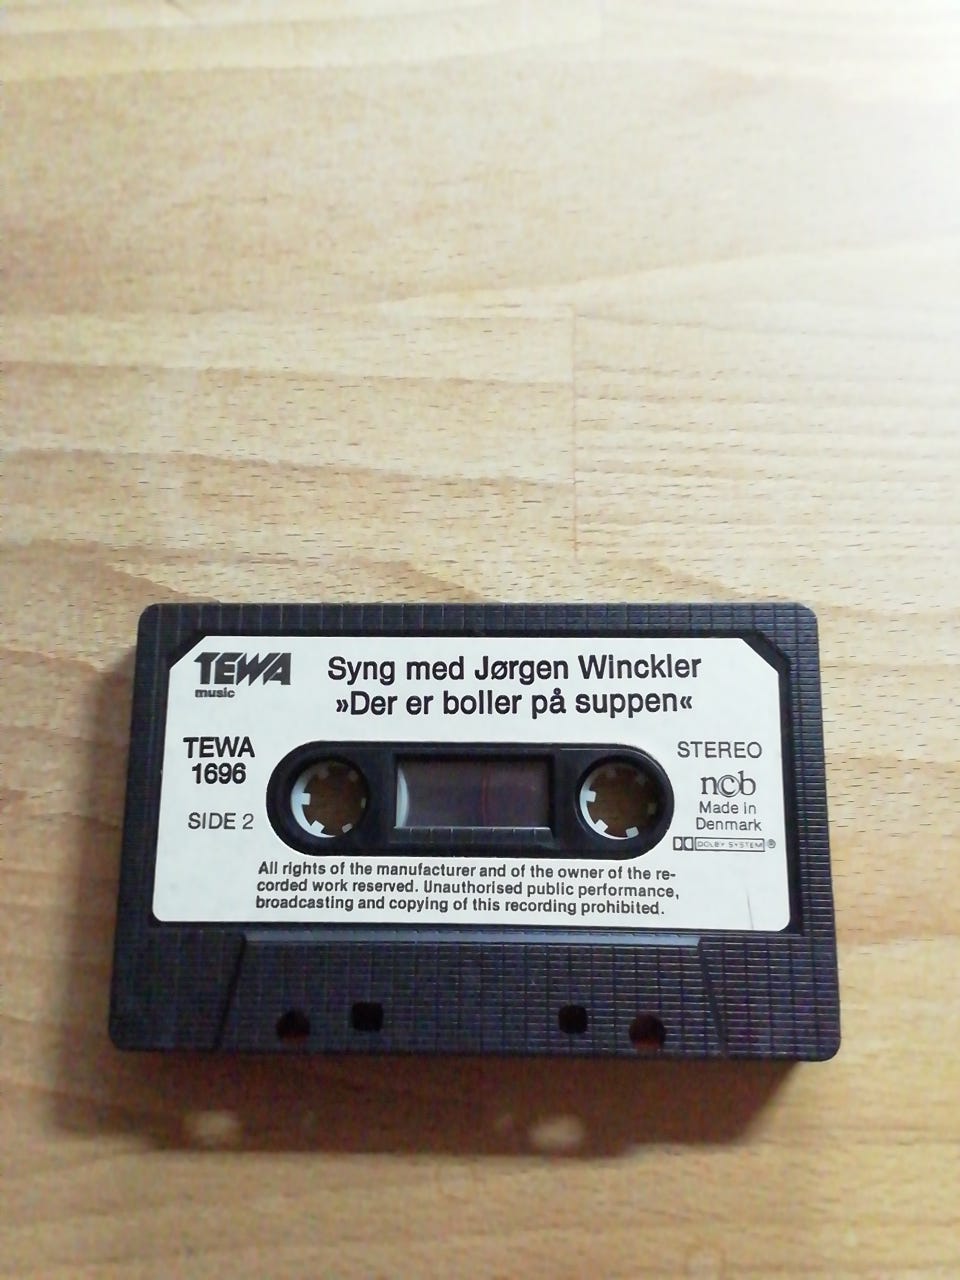 TEWA
music
Syng med Jørgen Winckler
»Der er boller på suppen«
TEWA
1696
SIDE 2
STEREO
ncb
Made in
Denmark
DOLBY SYSTEM®
All rights of the manufacturer and of the owner of the re-
corded work reserved. Unauthorised public performance,
broadcasting and copying of this recording prohibited.